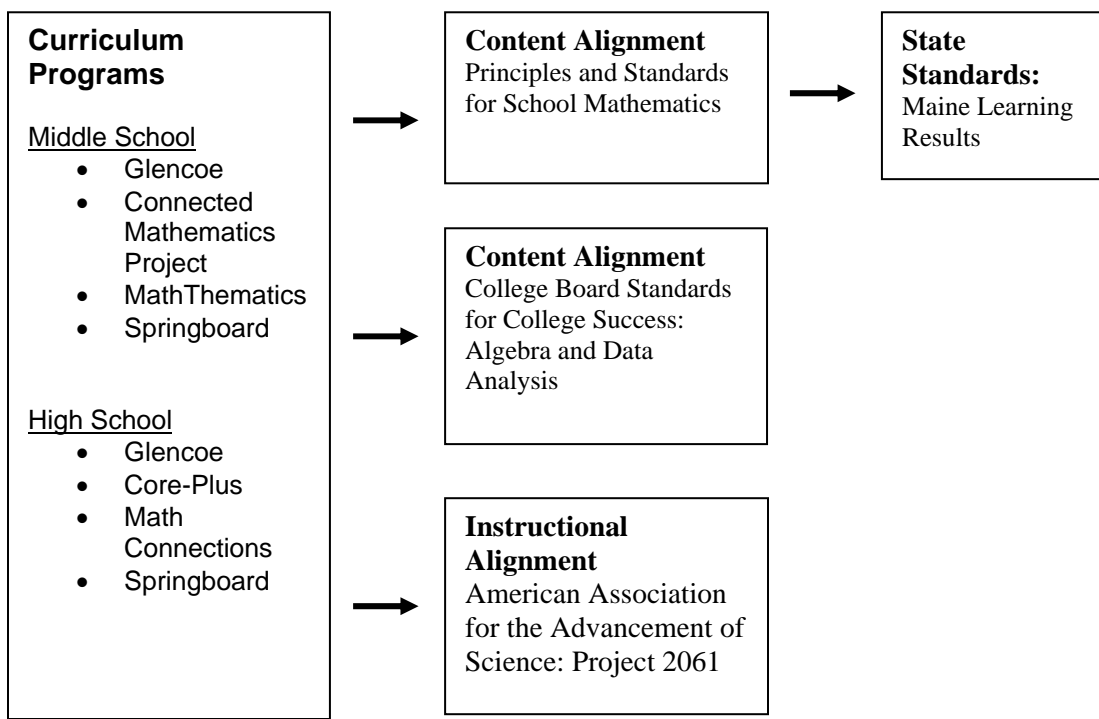 Curriculum
Programs
Middle School
• Glencoe
• Connected
Mathematics
Project
• MathThematics
• Springboard
High School
• Glencoe
• Core-Plus
• Math
Connections
• Springboard
Content Alignment
Principles and Standards
for School Mathematics
State
Standards:
Maine Learning
Results
Content Alignment
College Board Standards
for College Success:
Algebra and Data
Analysis
Instructional
Alignment
American Association
for the Advancement of
Science: Project 2061